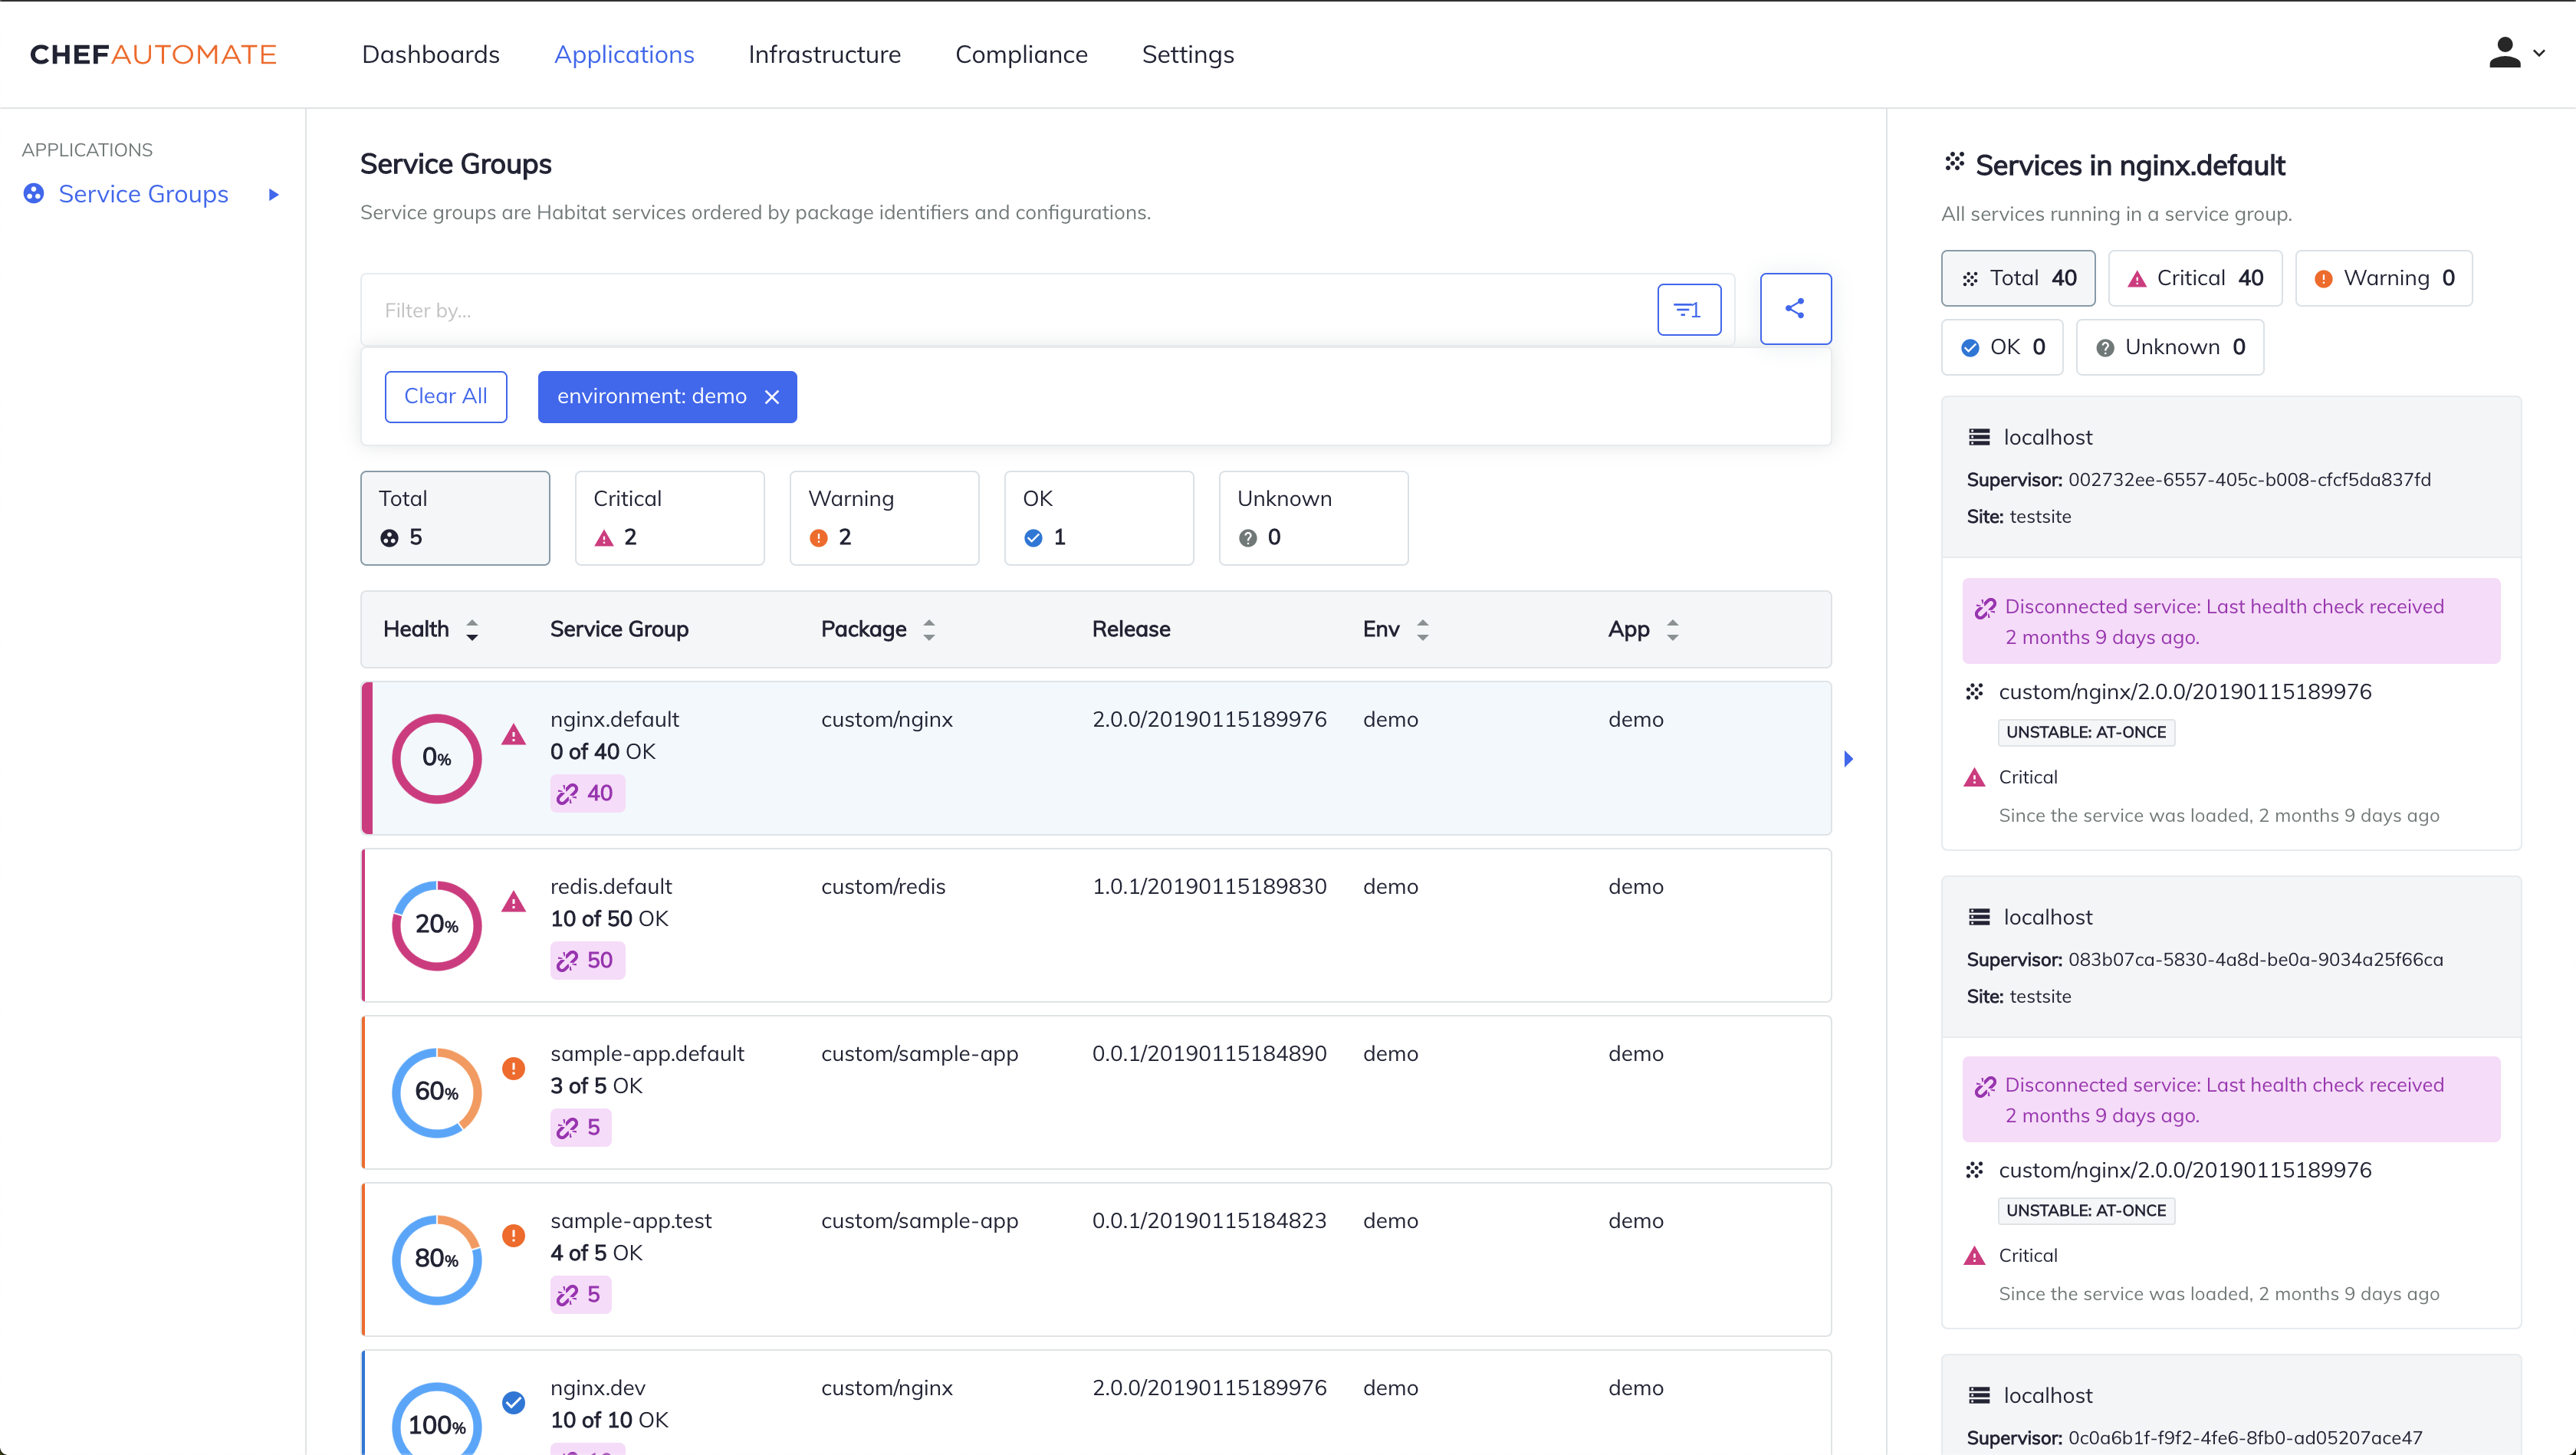 CHEFAUTOMATE
Dashboards
Applications
Infrastructure
Compliance
Settings
APPLICATIONS
Service Groups
Service Groups
Service groups are Habitat services ordered by package identifiers and configurations.
Filter by...
1
Clear All
environment: demo
Total
5
Critical
2
Warning
2
OK
1
Unknown
0
Health Service Group Package Release Env App
0%
nginx.default custom/nginx 2.0.0/20190115189976 demo demo
0 of 40 OK
40
20%
redis.default custom/redis 1.0.1/20190115189830 demo demo
10 of 50 OK
50
60%
sample-app.default custom/sample-app 0.0.1/20190115184890 demo demo
3 of 5 OK
5
80%
sample-app.test custom/sample-app 0.0.1/20190115184823 demo demo
4 of 5 OK
5
100%
nginx.dev custom/nginx 2.0.0/20190115189976 demo demo
10 of 10 OK
Services in nginx.default
All services running in a service group.
Total 40
Critical 40
Warning 0
OK 0
Unknown 0
localhost
Supervisor: 002732ee-6557-405c-b008-cfcf5da837fd
Site: testsite
Disconnected service: Last health check received
2 months 9 days ago.
custom/nginx/2.0.0/20190115189976
UNSTABLE: AT-ONCE
Critical
Since the service was loaded, 2 months 9 days ago
localhost
Supervisor: 083b07ca-5830-4a8d-be0a-9034a25f66ca
Site: testsite
Disconnected service: Last health check received
2 months 9 days ago.
custom/nginx/2.0.0/20190115189976
UNSTABLE: AT-ONCE
Critical
Since the service was loaded, 2 months 9 days ago
localhost
Supervisor: 0c0a6b1f-f9f2-4fe6-8fb0-ad05207ace47